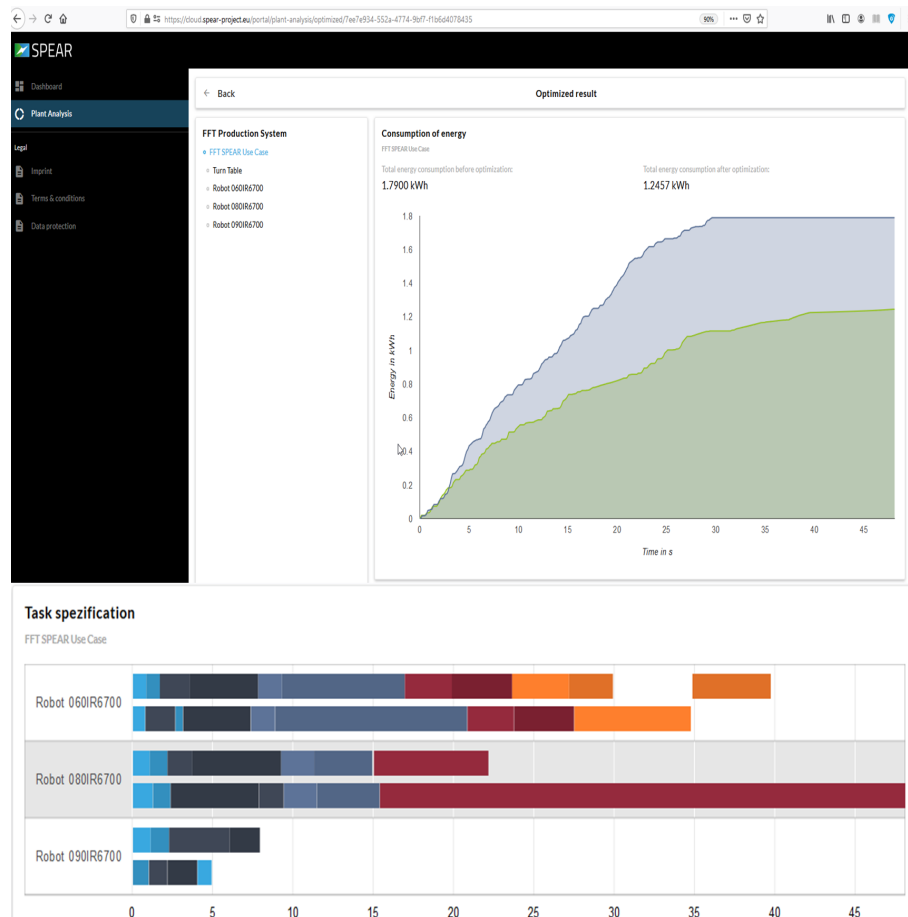 90%
https://cloud.spear-project.eu/portal/plant-analysis/optimized/7ee7e934-552a-4774-9bf7-f1b6d4078435
SPEAR
Dashboard
Plant Analysis
Legal
Imprint
Terms & conditions
Data protection
← Back
Optimized result
FFT Production System
FFT SPEAR Use Case
Turn Table
Robot 060IR6700
Robot 080IR6700
Robot 090IR6700
Consumption of energy
FFT SPEAR Use Case
Total energy consumption before optimization:
1.7900 kWh
Total energy consumption after optimization:
1.2457 kWh
1.8
1.6
1.4
1.2
1
0.8
0.6
0.4
0.2
0
Energy in kWh
0 5 10 15 20 25 30 35 40 45
Time in s
Task spezification
FFT SPEAR Use Case
Robot 060IR6700
Robot 080IR6700
Robot 090IR6700
0 5 10 15 20 25 30 35 40 45